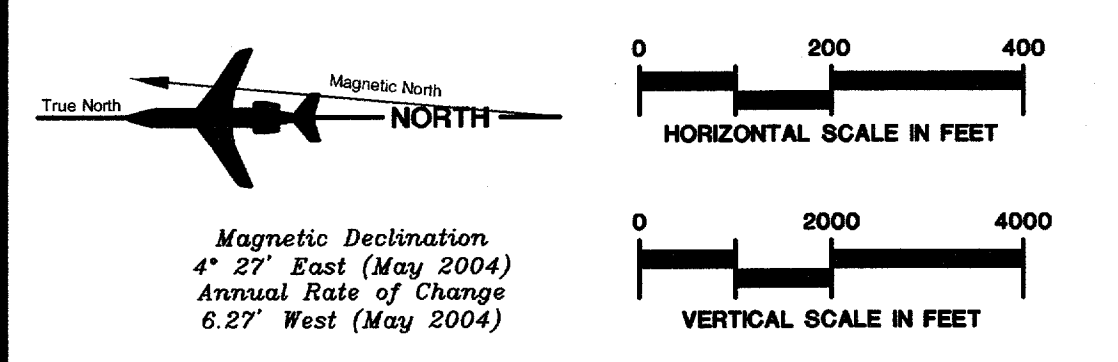 Magnetic North
True North
NORTH
Magnetic Declination
4° 27' East (May 2004)
Annual Rate of Change
6.27' West (May 2004)
0 200 400
HORIZONTAL SCALE IN FEET
0 2000 4000
VERTICAL SCALE IN FEET